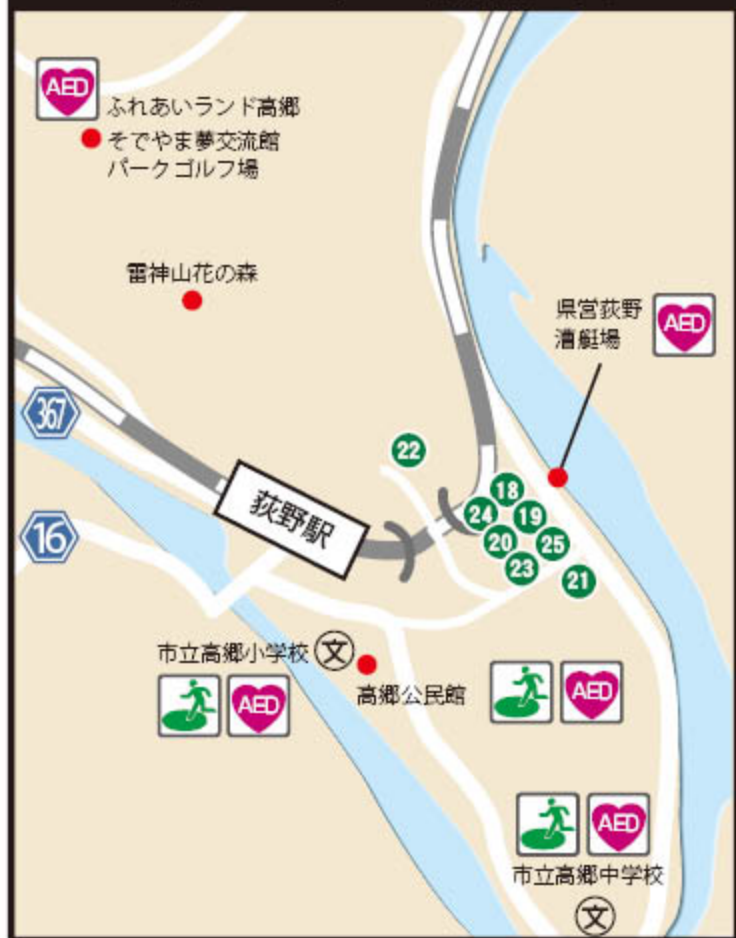 AED
ふれあいランド高郷
そでやま夢交流館
パークゴルフ場
雷神山花の森
県営荻野
漕艇場
AED
367
22
18
24
19
荻野駅
16
20
25
23
21
市立高郷小学校
文
AED
高郷公民館
AED
AED
市立高郷中学校
文